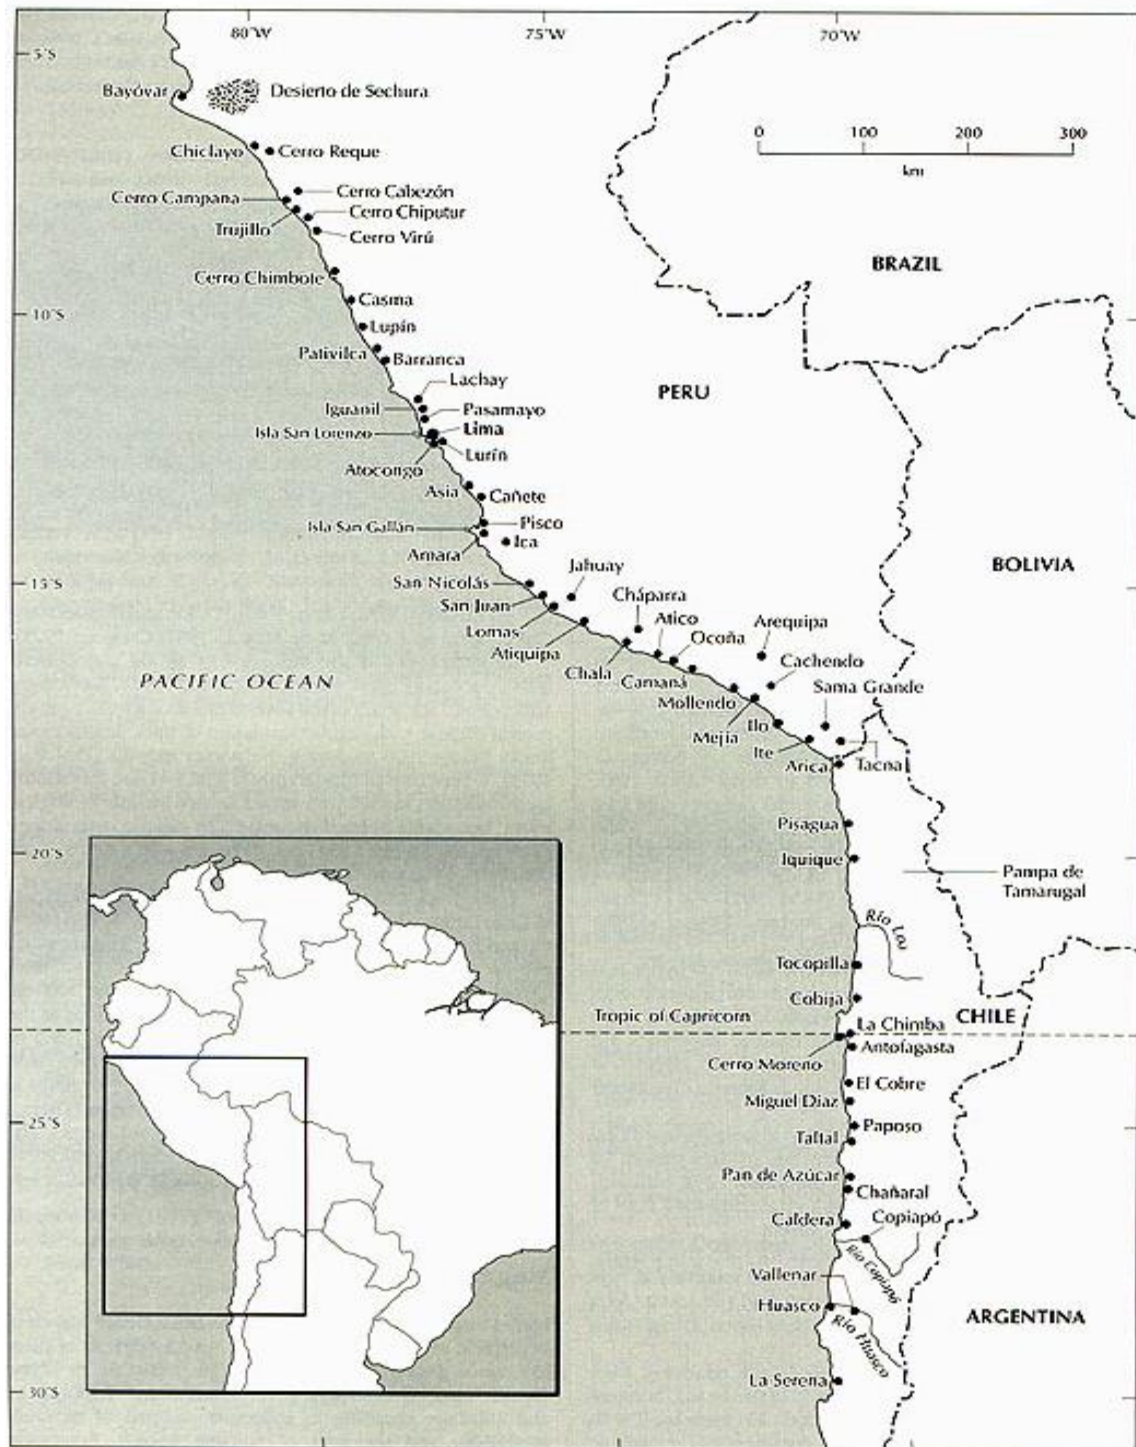 80°W
75°W
70°W
5°S
Bayóvar
Desierto de Sechura
0
100
200
300
km
Chiclayo
Cerro Reque
Cerro Cabezón
Cerro Campana
Cerro Chiputur
Trujillo
Cerro Virú
BRAZIL
Cerro Chimbote
Casma
10°S
Lupín
Pativilca
Barranca
Lachay
PERU
Iguanil
Pasamayo
Isla San Lorenzo
Lima
Lurín
Atocongo
Asia
Cañete
Isla San Gallán
Pisco
Amara
Ica
BOLIVIA
15°S
San Nicolás
Jahuay
San Juan
Cháparra
Lomas
Atico
Arequipa
Atiquipa
Ocoña
Chala
Cachendo
Camaná
PACIFIC OCEAN
Sama Grande
Mollendo
Ilo
Mejía
Ite
Arica
Tacna
Pisagua
20°S
Iquique
Pampa de
Tamarugal
Río Loa
Tocopilla
Cobija
Tropic of Capricorn
La Chimba
CHILE
Antofagasta
Cerro Moreno
El Cobre
Miguel Díaz
25°S
Paposo
Taltal
Pan de Azúcar
Chañaral
Caldera
Copiapó
Río Copiapó
Vallenar
Huasco
Río Huasco
ARGENTINA
La Serena
30°S